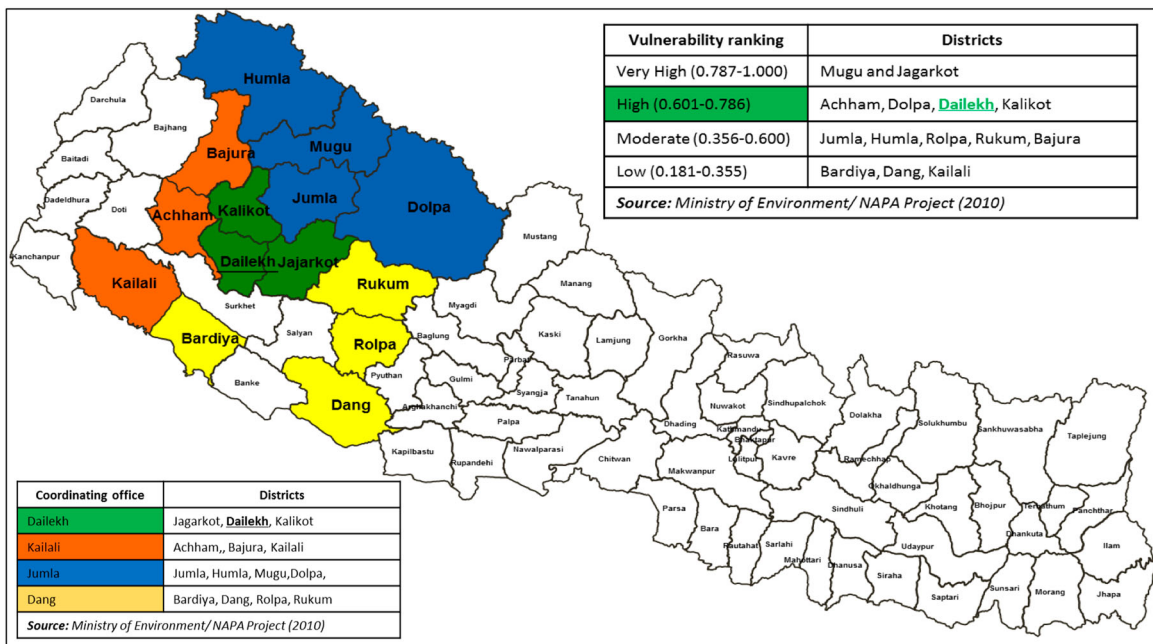 Vulnerability ranking Districts
Very High (0.787-1.000) Mugu and Jagarkot
High (0.601-0.786) Achham, Dolpa, Dailekh, Kalikot
Moderate (0.356-0.600) Jumla, Humla, Rolpa, Rukum, Bajura
Low (0.181-0.355) Bardiya, Dang, Kailali
Source: Ministry of Environment/ NAPA Project (2010)
Humla
Darchula
Bajhang
Mugu
Bajura
Baitadi
Jumla
Dolpa
Dadeldhura
Doti
Achham
Kalikot
Mustang
Kanchanpur
Dailekh
Jajarkot
Kailali
Rukum
Manang
Surkhet
Myagdi
Bardiya
Salyan
Rolpa
Baglung
Kaski
Lamjung
Gorkha
Parbat
Rasuwa
Banke
Pyuthan
Gulmi
Syangja
Tanahun
Nuwakot
Sindhupalchok
Dang
Arghakhanchi
Palpa
Dhading
Kathmandu
Bhaktapur
Lalitpur
Kavre
Dolakha
Solukhumbu
Sankhuwasabha
Taplejung
Kapilbastu
Rupandehi
Nawalparasi
Chitwan
Makwanpur
Ramechhap
Okhaldhunga
Khotang
Bhojpur
Terhathum
Panchthar
Parsa
Bara
Rautahat
Sarlahi
Mahottari
Dhanusa
Sindhuli
Siraha
Udaypur
Saptari
Dhankuta
Sunsari
Morang
Ilam
Jhapa
Coordinating office Districts
Dailekh Jagarkot, Dailekh, Kalikot
Kailali Achham,, Bajura, Kailali
Jumla Jumla, Humla, Mugu,Dolpa,
Dang Bardiya, Dang, Rolpa, Rukum
Source: Ministry of Environment/ NAPA Project (2010)